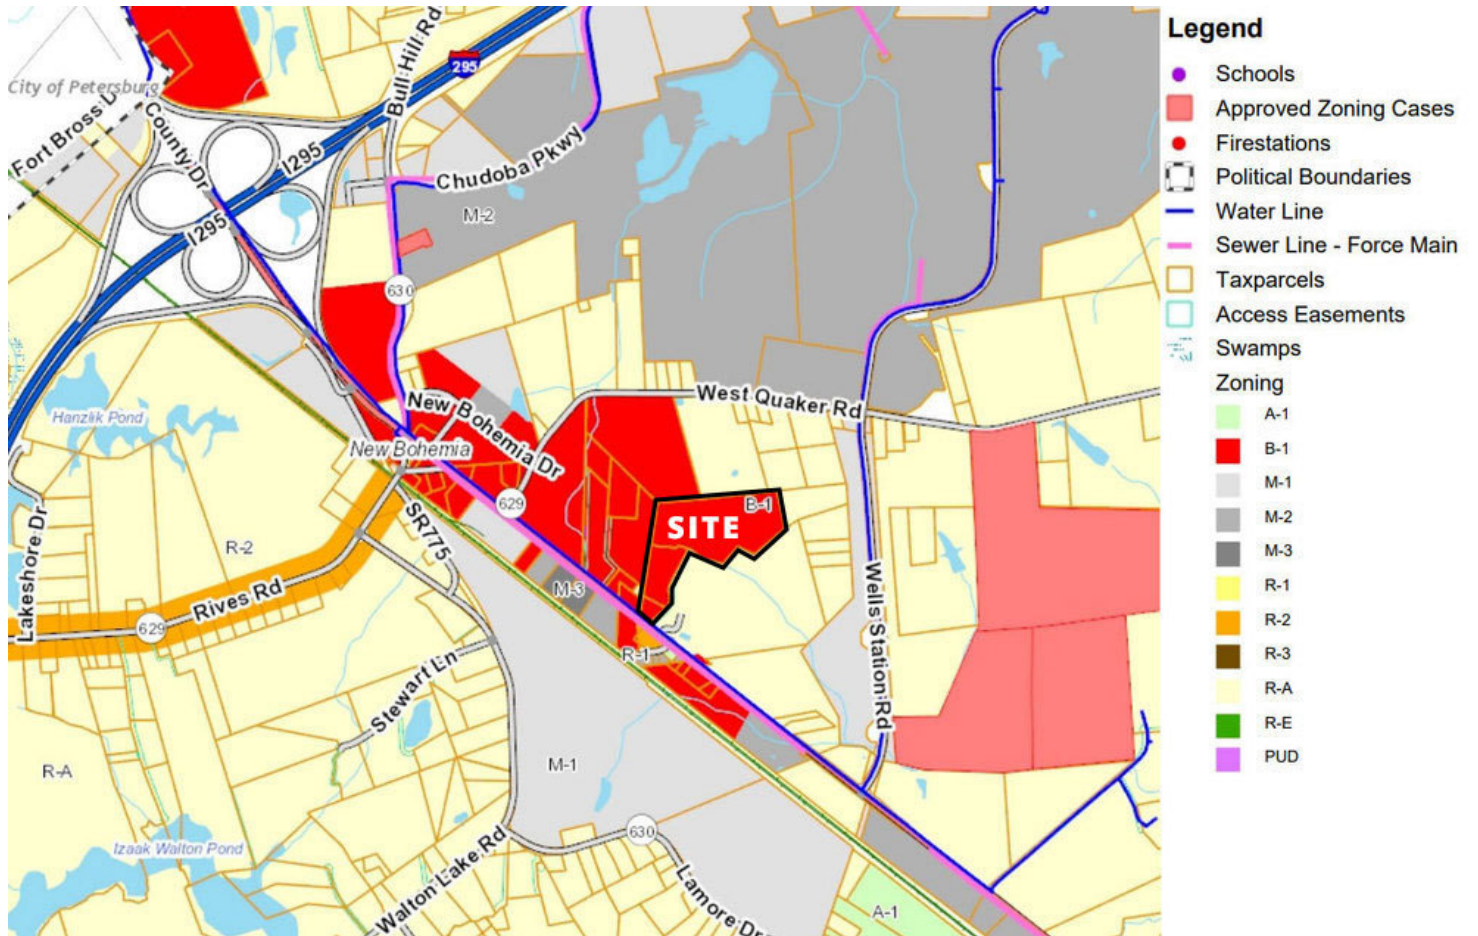 City of Petersburg
Fort Bross D
County Dr
Bull Hill Rd
295
I295
I295
Chudoba Pkwy
M-2
630
Hanzlik Pond
New Bohemia Dr
New Bohemia
West Quaker Rd
629
B-1
SITE
SR775
R-2
Lakeshore Dr
Rives Rd
629
M-3
R-1
Wells Station Rd
Stewart Ln
R-A
M-1
630
Izaak Walton Pond
Walton Lake Rd
Lamore Dr
A-1
Legend
Schools
Approved Zoning Cases
Firestations
Political Boundaries
Water Line
Sewer Line - Force Main
Taxparcels
Access Easements
Swamps
Zoning
A-1
B-1
M-1
M-2
M-3
R-1
R-2
R-3
R-A
R-E
PUD